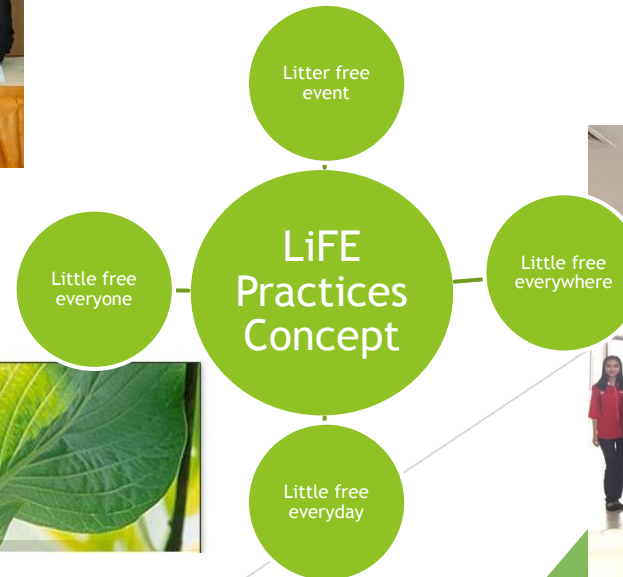 Litter free
event
LiFE
Practices
Concept
Little free
everyone
Little free
everywhere
Little free
everyday